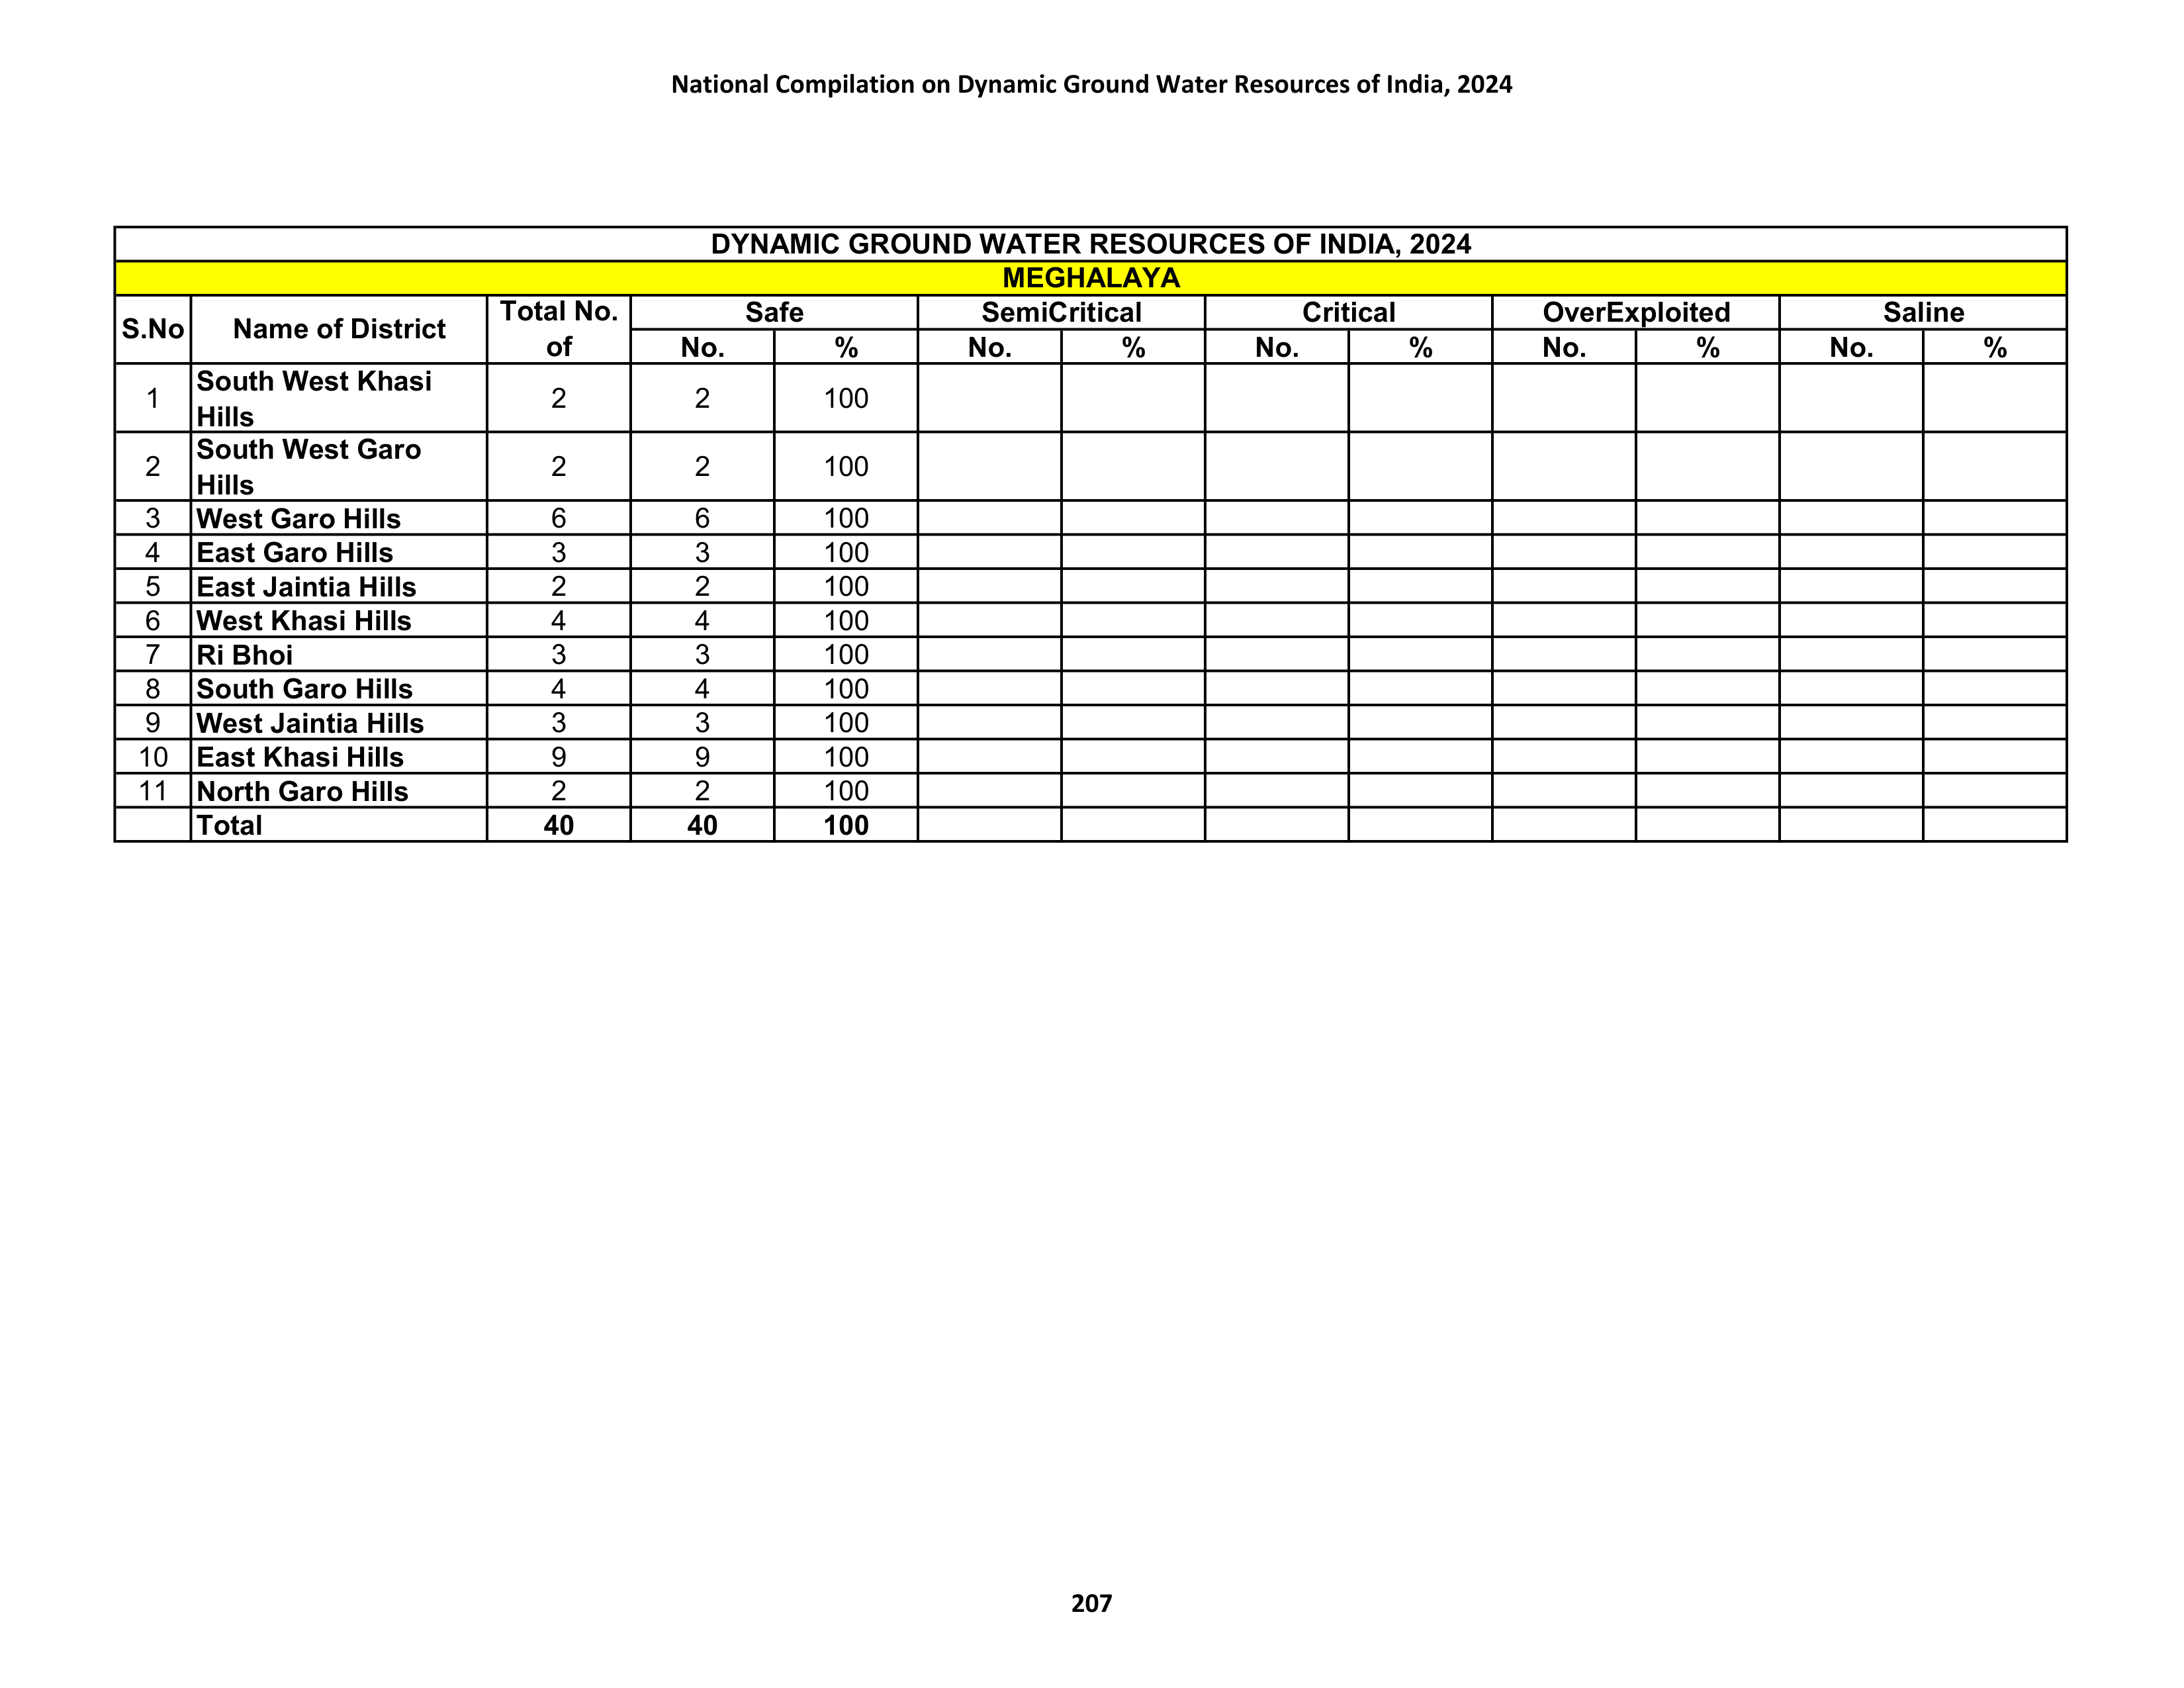 National Compilation on Dynamic Ground Water Resources of India, 2024
DYNAMIC GROUND WATER RESOURCES OF INDIA, 2024
MEGHALAYA
S.No Name of District Total No. of Safe SemiCritical Critical OverExploited Saline
No. % No. % No. % No. % No. %
1 South West Khasi Hills 2 2 100
2 South West Garo Hills 2 2 100
3 West Garo Hills 6 6 100
4 East Garo Hills 3 3 100
5 East Jaintia Hills 2 2 100
6 West Khasi Hills 4 4 100
7 Ri Bhoi 3 3 100
8 South Garo Hills 4 4 100
9 West Jaintia Hills 3 3 100
10 East Khasi Hills 9 9 100
11 North Garo Hills 2 2 100
Total 40 40 100
207